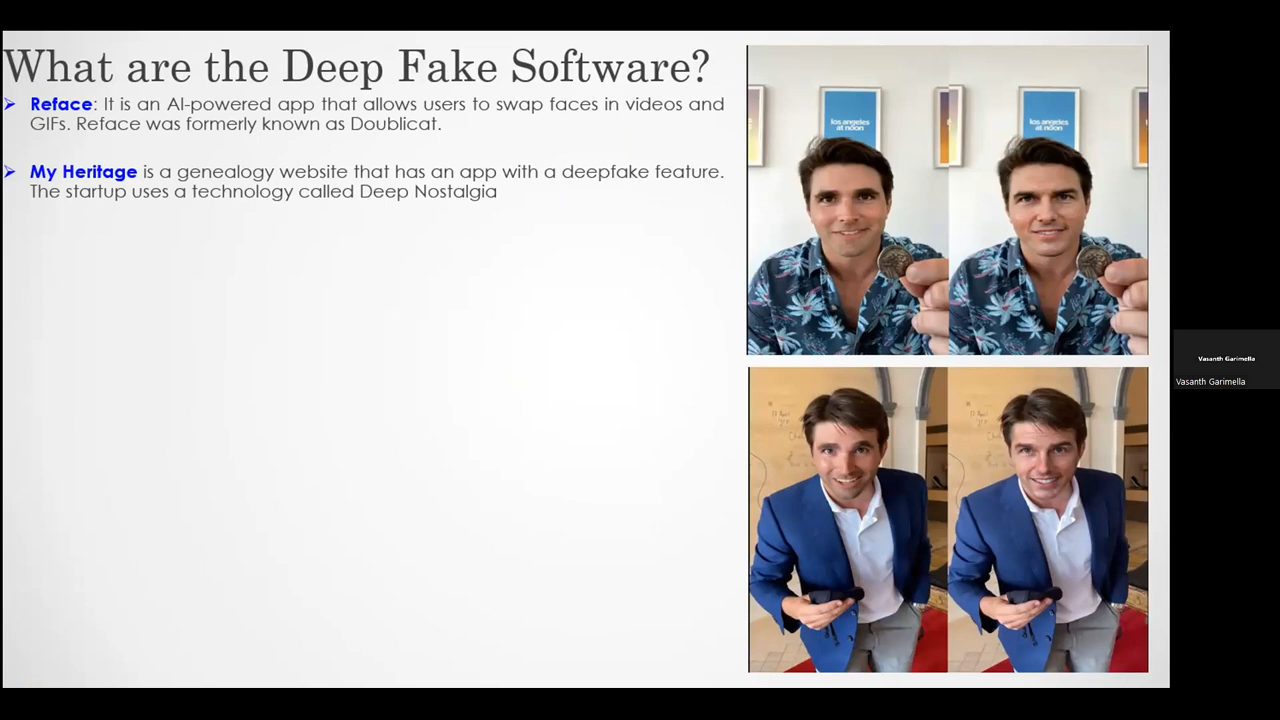 What are the Deep Fake Software?
➢ Reface: It is an AI-powered app that allows users to swap faces in videos and
GIFs. Reface was formerly known as Doublicat.
➢ My Heritage is a genealogy website that has an app with a deepfake feature.
The startup uses a technology called Deep Nostalgia
los angeles
at noon
los angeles
at noon
Vasanth Garimella
Vasanth Garimella